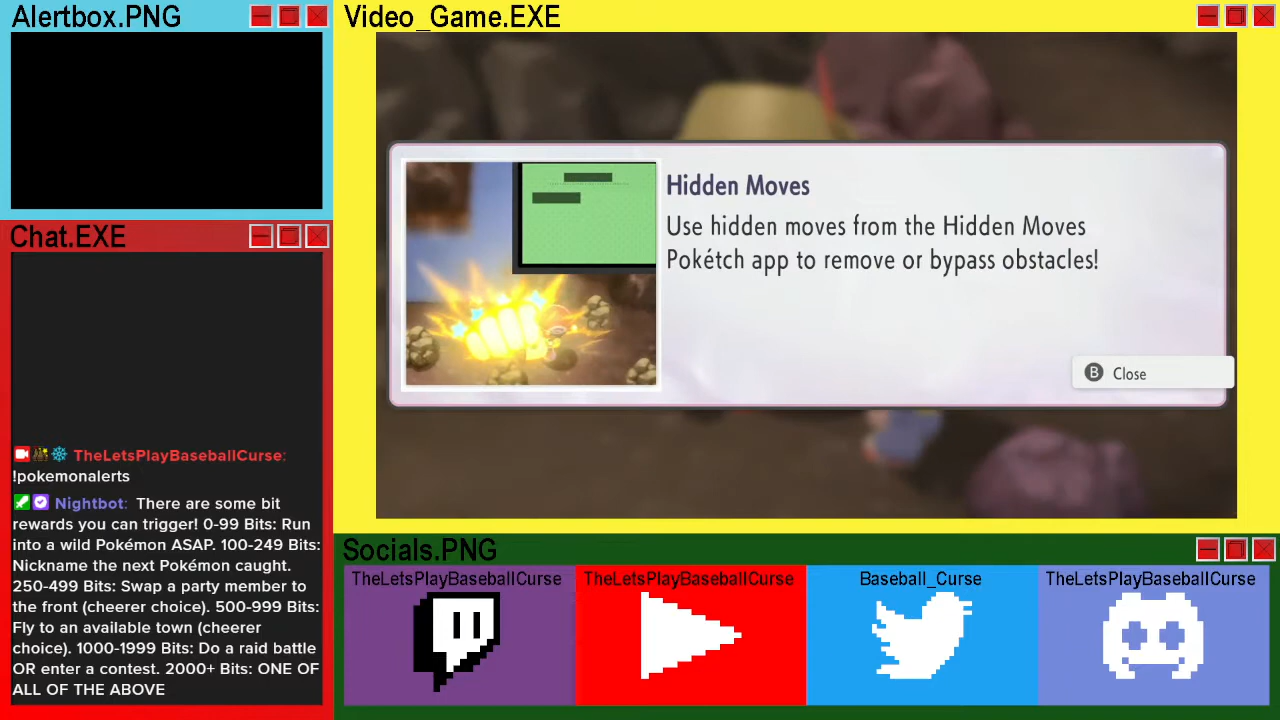 Alertbox.PNG
Video_Game.EXE
Hidden Moves
Use hidden moves from the Hidden Moves
Pokétch app to remove or bypass obstacles!
B Close
Chat.EXE
TheLetsPlayBaseballCurse:
!pokemonalerts
Nightbot: There are some bit
rewards you can trigger! 0-99 Bits: Run
into a wild Pokémon ASAP. 100-249 Bits:
Nickname the next Pokémon caught.
250-499 Bits: Swap a party member to
the front (cheerer choice). 500-999 Bits:
Fly to an available town (cheerer
choice). 1000-1999 Bits: Do a raid battle
OR enter a contest. 2000+ Bits: ONE OF
ALL OF THE ABOVE
Socials.PNG
TheLetsPlayBaseballCurse
TheLetsPlayBaseballCurse
Baseball_Curse
TheLetsPlayBaseballCurse